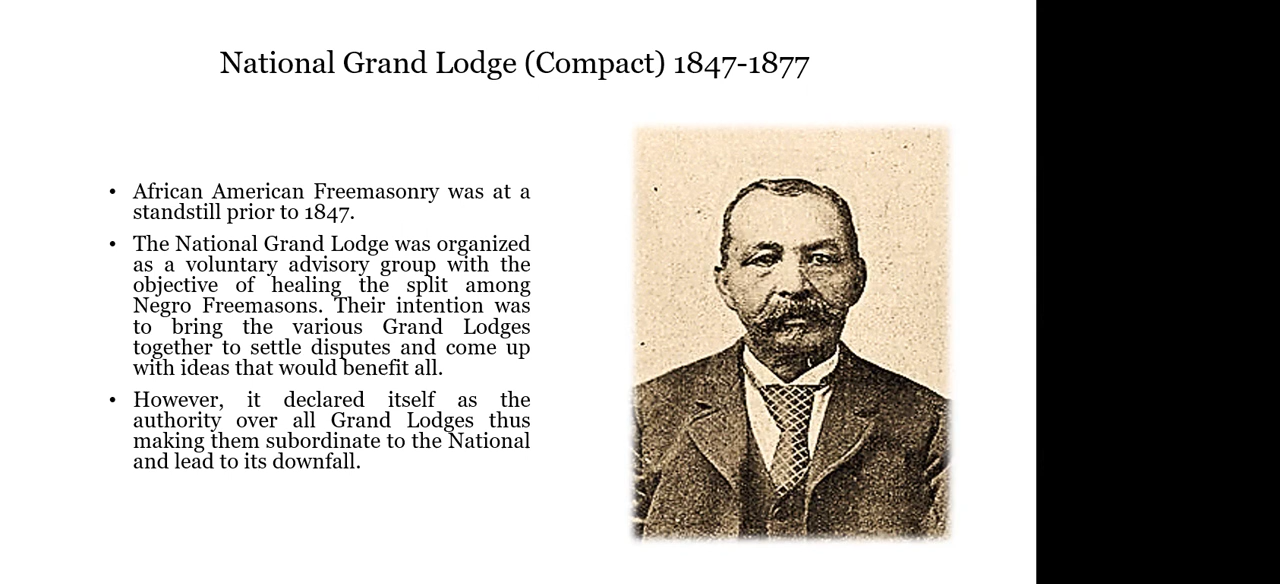 National Grand Lodge (Compact) 1847-1877
• African American Freemasonry was at a
standstill prior to 1847.
• The National Grand Lodge was organized
as a voluntary advisory group with the
objective of healing the split among
Negro Freemasons. Their intention was
to bring the various Grand Lodges
together to settle disputes and come up
with ideas that would benefit all.
• However, it declared itself as the
authority over all Grand Lodges thus
making them subordinate to the National
and lead to its downfall.